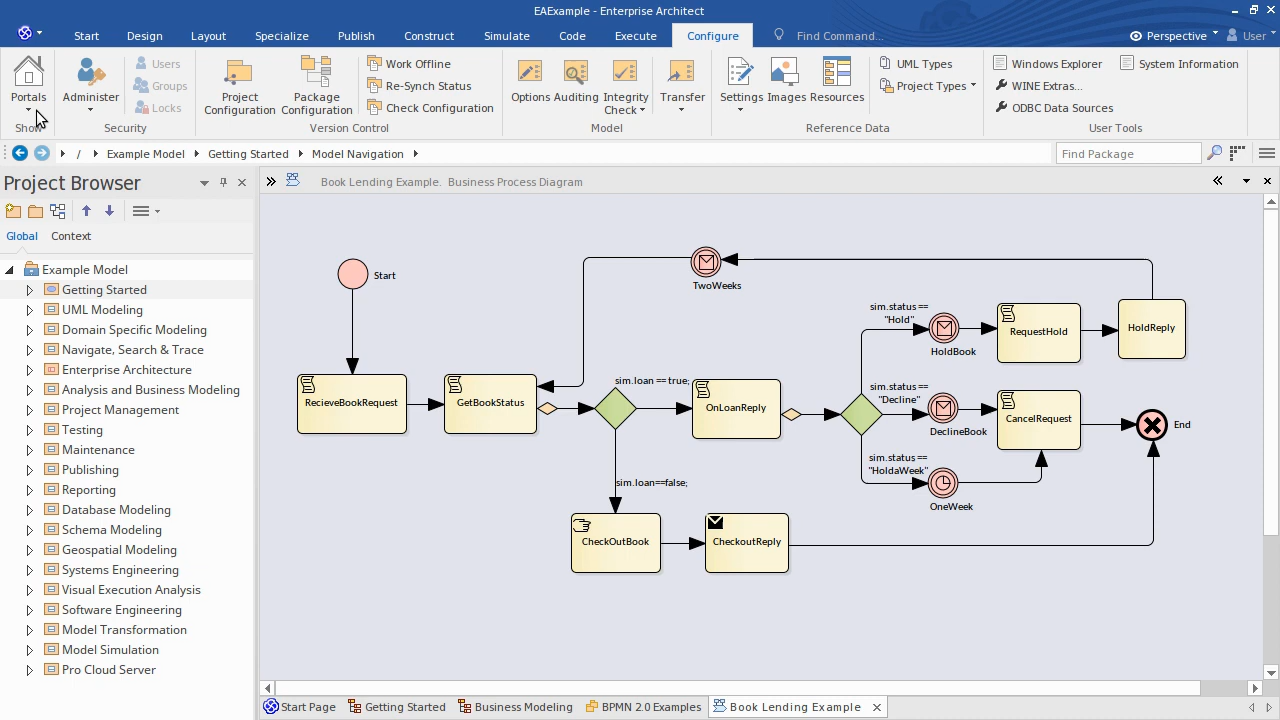 EAExample - Enterprise Architect
Start Design Layout Specialize Publish Construct Simulate Code Execute Configure Find Command... Perspective User
Portals
Show
Administer
Users
Groups
Locks
Security
Project Configuration
Package Configuration
Work Offline
Re-Synch Status
Check Configuration
Version Control
Options
Auditing
Integrity Check
Transfer
Model
Settings
Images
Resources
UML Types
Project Types
Reference Data
Windows Explorer
WINE Extras...
ODBC Data Sources
System Information
User Tools
/ Example Model Getting Started Model Navigation
Find Package
Project Browser
Global Context
Example Model
Getting Started
UML Modeling
Domain Specific Modeling
Navigate, Search & Trace
Enterprise Architecture
Analysis and Business Modeling
Project Management
Testing
Maintenance
Publishing
Reporting
Database Modeling
Schema Modeling
Geospatial Modeling
Systems Engineering
Visual Execution Analysis
Software Engineering
Model Transformation
Model Simulation
Pro Cloud Server
Book Lending Example. Business Process Diagram
Start
TwoWeeks
sim.status ==
"Hold"
HoldBook
RequestHold
HoldReply
RecieveBookRequest
GetBookStatus
sim.loan == true;
OnLoanReply
sim.status ==
"Decline"
DeclineBook
CancelRequest
End
sim.status ==
"HoldaWeek"
OneWeek
sim.loan==false;
CheckOutBook
CheckoutReply
Start Page Getting Started Business Modeling BPMN 2.0 Examples Book Lending Example